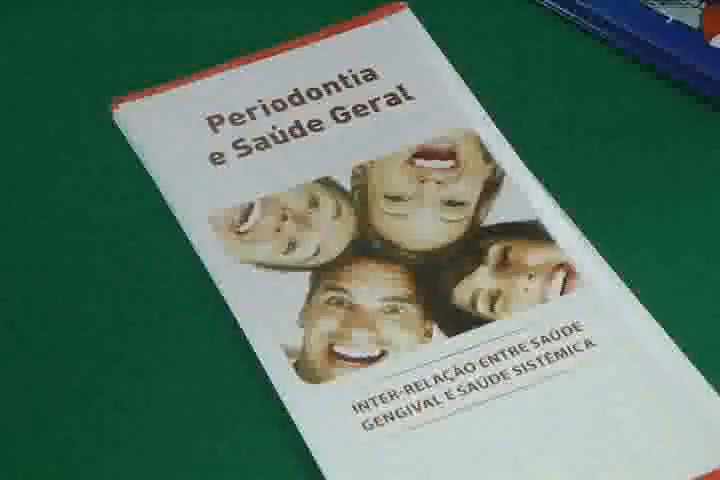 Periodontia
e Saúde Geral
INTER-RELAÇÃO ENTRE SAÚDE
GENGIVAL E SAÚDE SISTÊMICA